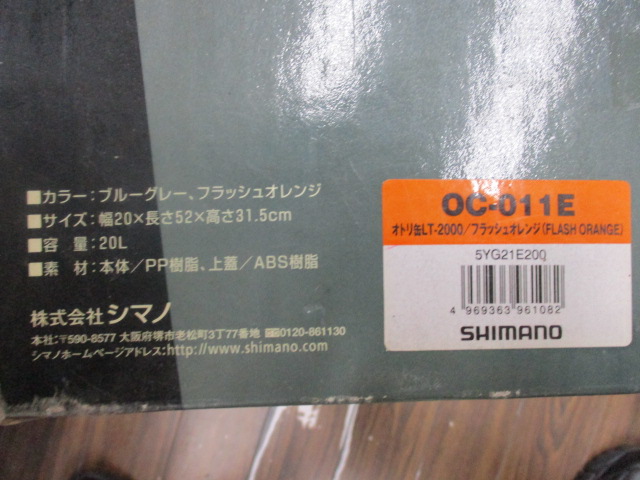 ■カラー：ブルーグレー、フラッシュオレンジ
■サイズ：幅20×長さ52×高さ31.5cm
■容　量：20L
■素　材：本体／PP樹脂、上蓋／ABS樹脂
株式会社シマノ
本社：〒590-8577 大阪府堺市老松町3丁77番地 ☎0120-861130
シマノホームページアドレス：http://www.shimano.com/
OC-011E
オトリ缶LT-2000/フラッシュオレンジ(FLASH ORANGE)
5YG21E200
4 969363 961082
SHIMANO